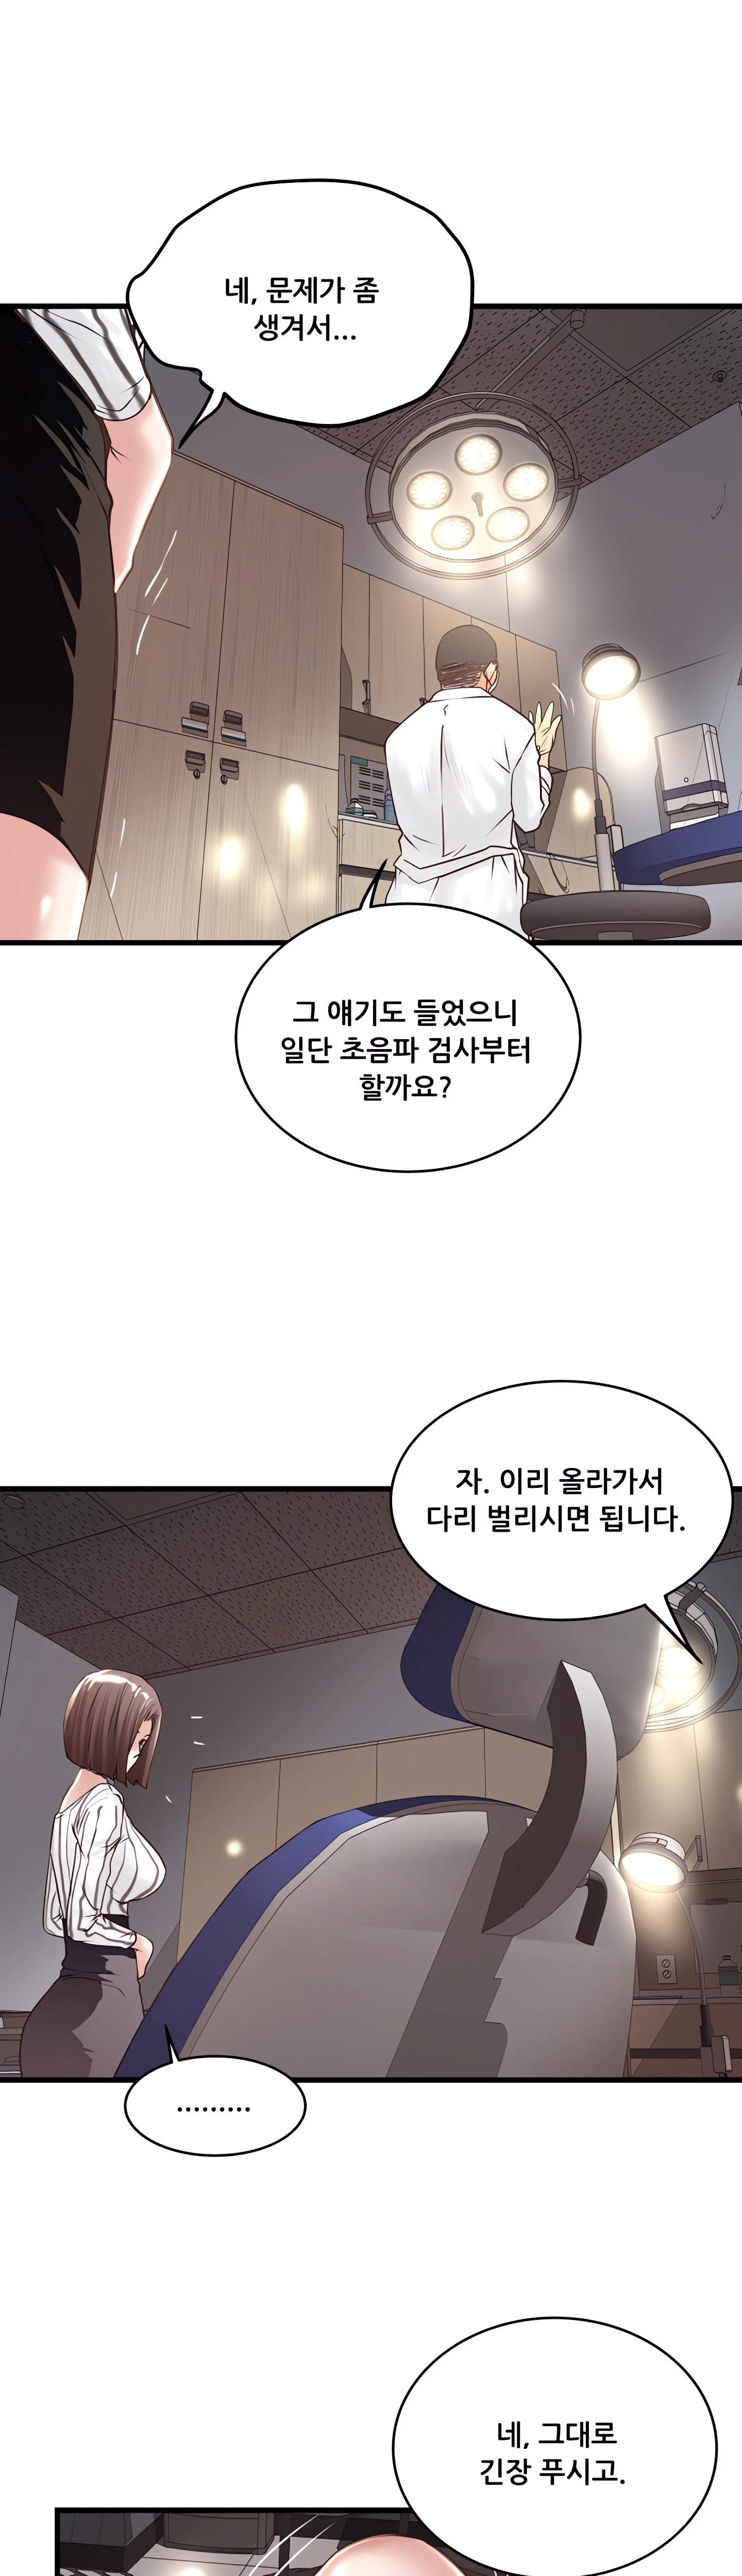 네, 문제가 좀
생겨서...
그 얘기도 들었으니
일단 초음파 검사부터
할까요?
자. 이리 올라가서
다리 벌리시면 됩니다.
.........
네, 그대로
긴장 푸시고.